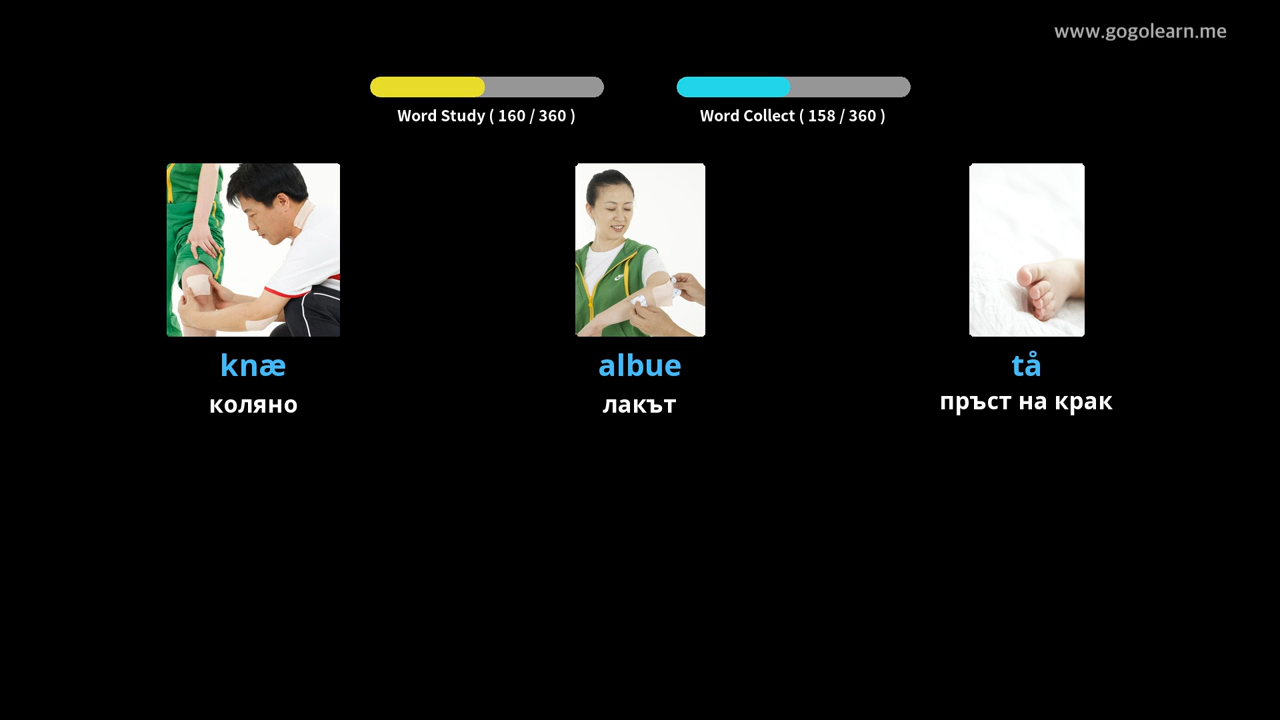 www.gogolearn.me
Word Study ( 160 / 360 )
Word Collect ( 158 / 360 )
knæ
albue
tå
коляно
лакът
пръст на крак